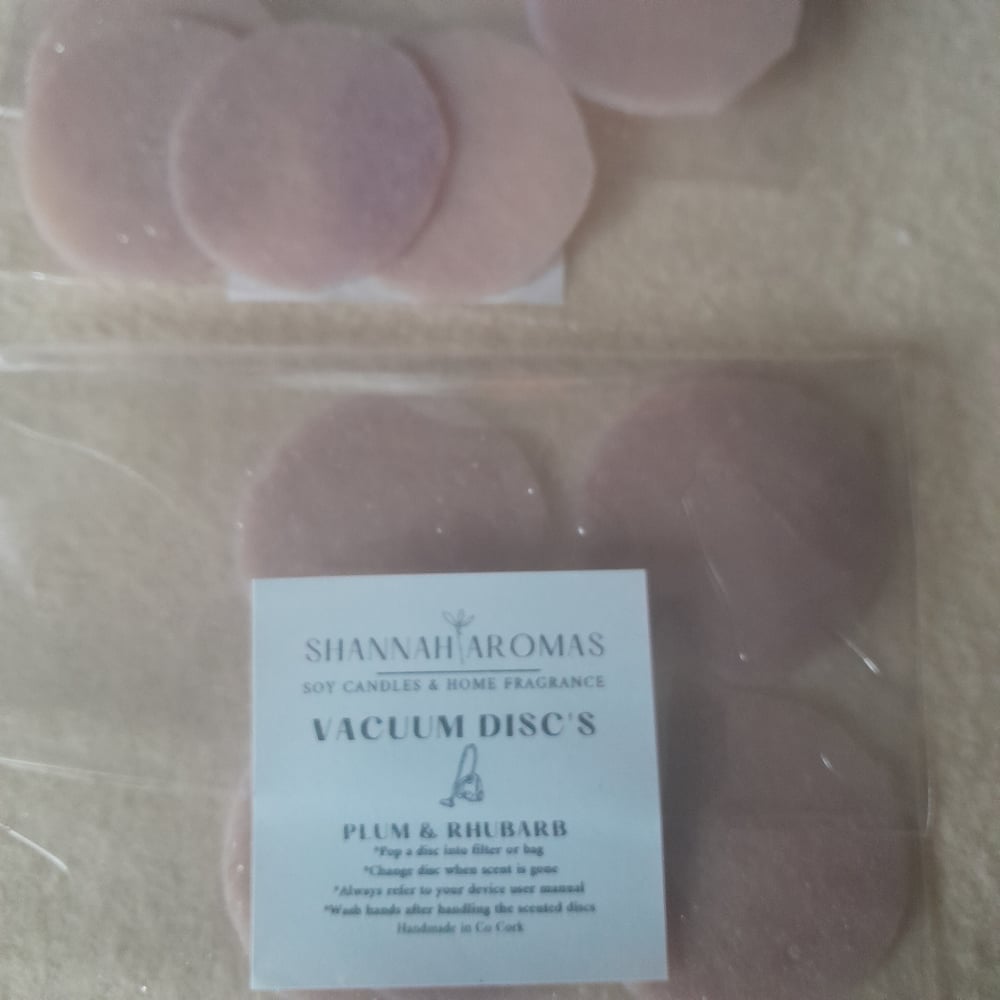 SHANNAH AROMAS
SOY CANDLES & HOME FRAGRANCE
VACUUM DISC'S
PLUM & RHUBARB
*Pop a disc into filter or bag
*Change disc when scent is gone
*Always refer to your device user manual
*Wash hands after handling the scented discs
Handmade in Co Cork